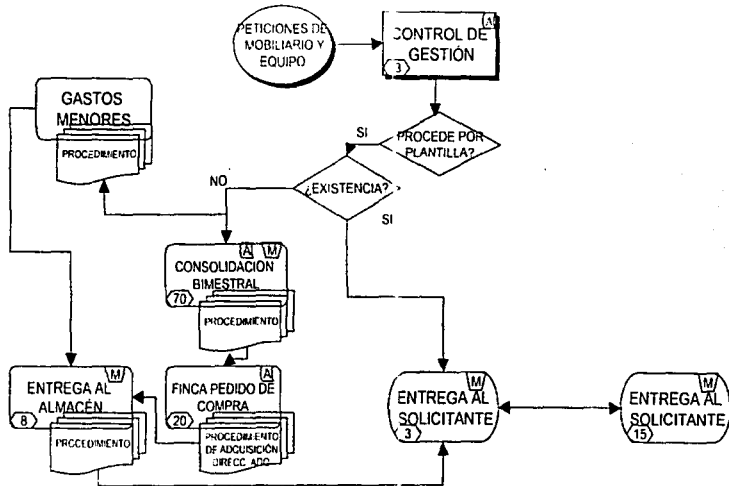 PETICIONES DE
MOBILIARIO Y
EQUIPO
A
CONTROL DE
GESTIÓN
3
PROCEDE POR
PLANTILLA?
SI
¿EXISTENCIA?
NO
SI
GASTOS
MENORES
PROCEDIMIENTO
A
M
CONSOLIDACION
BIMESTRAL
70
PROCEDIMIENTO
M
ENTREGA AL
ALMACÉN
8
PROCEDIMIENTO
A
FINCA PEDIDO DE
COMPRA
20
PROCEDIMIENTO
DE ADQUISICIÓN
M
ENTREGA AL
SOLICITANTE
3
M
ENTREGA AL
SOLICITANTE
15